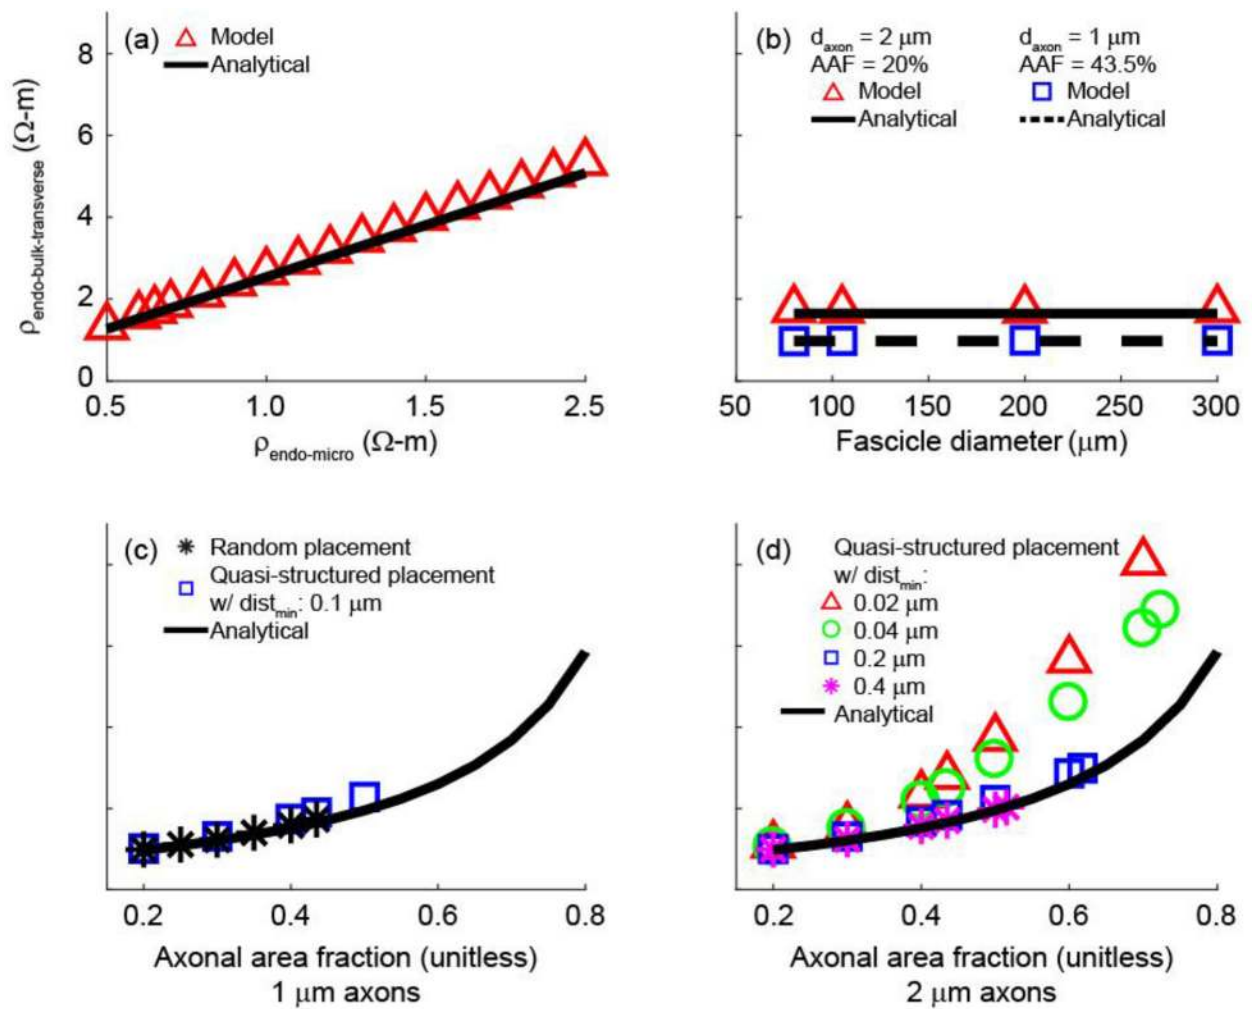 (a) Model
Analytical
8
6
4
2
0
ρendo-bulk-transverse (Ω-m)
0.5 1.0 1.5 2.5
ρendo-micro (Ω-m)
(b) daxon = 2 μm daxon = 1 μm
AAF = 20% AAF = 43.5%
Model Model
Analytical Analytical
50 100 150 200 250 300
Fascicle diameter (μm)
(c) Random placement
Quasi-structured placement
w/ distmin: 0.1 μm
Analytical
0.2 0.4 0.6 0.8
Axonal area fraction (unitless)
1 μm axons
(d) Quasi-structured placement
w/ distmin:
0.02 μm
0.04 μm
0.2 μm
0.4 μm
Analytical
0.2 0.4 0.6 0.8
Axonal area fraction (unitless)
2 μm axons